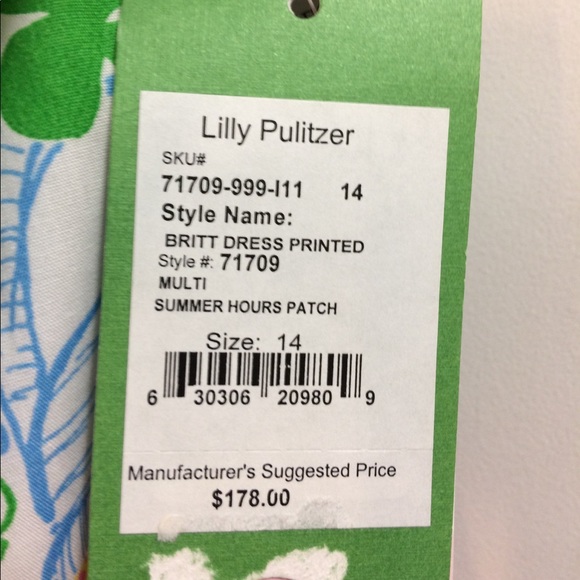 Lilly Pulitzer
SKU#
71709-999-I11 14
Style Name:
BRITT DRESS PRINTED
Style #: 71709
MULTI
SUMMER HOURS PATCH
Size: 14
6 30306 20980 9
Manufacturer's Suggested Price
$178.00